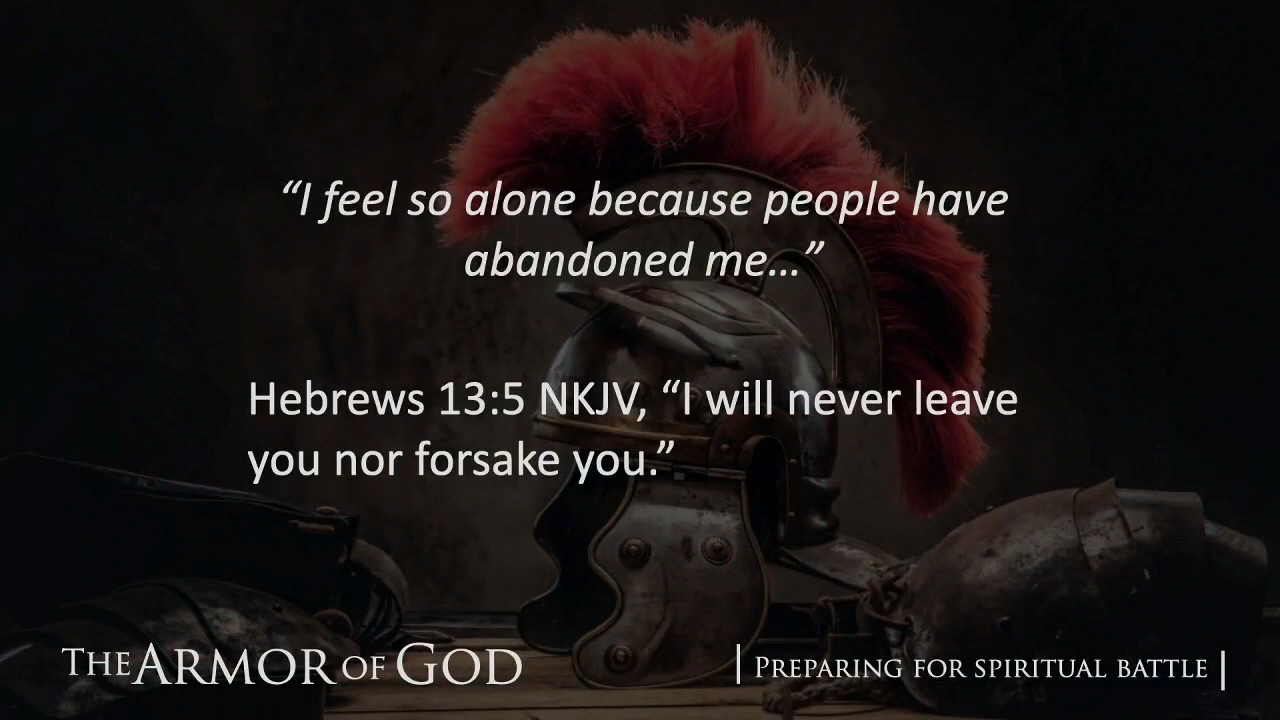 “I feel so alone because people have
abandoned me...”
Hebrews 13:5 NKJV, “I will never leave
you nor forsake you.”
THE ARMOR OF GOD
| PREPARING FOR SPIRITUAL BATTLE |